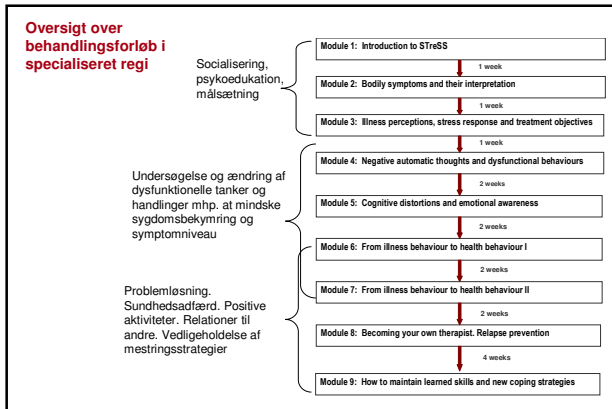 Oversigt over
behandlingsforløb i
specialiseret regi
Socialisering,
psykoedukation,
målsætning
Undersøgelse og ændring af
dysfunktionelle tanker og
handlinger mhp. at mindske
sygdomsbekymring og
symptomniveau
Problemløsning.
Sundhedsadfærd. Positive
aktiviteter. Relationer til
andre. Vedligeholdelse af
mestringsstrategier
Module 1: Introduction to STreSS
1 week
Module 2: Bodily symptoms and their interpretation
1 week
Module 3: Illness perceptions, stress response and treatment objectives
1 week
Module 4: Negative automatic thoughts and dysfunctional behaviours
2 weeks
Module 5: Cognitive distortions and emotional awareness
2 weeks
Module 6: From illness behaviour to health behaviour I
2 weeks
Module 7: From illness behaviour to health behaviour II
2 weeks
Module 8: Becoming your own therapist. Relapse prevention
4 weeks
Module 9: How to maintain learned skills and new coping strategies